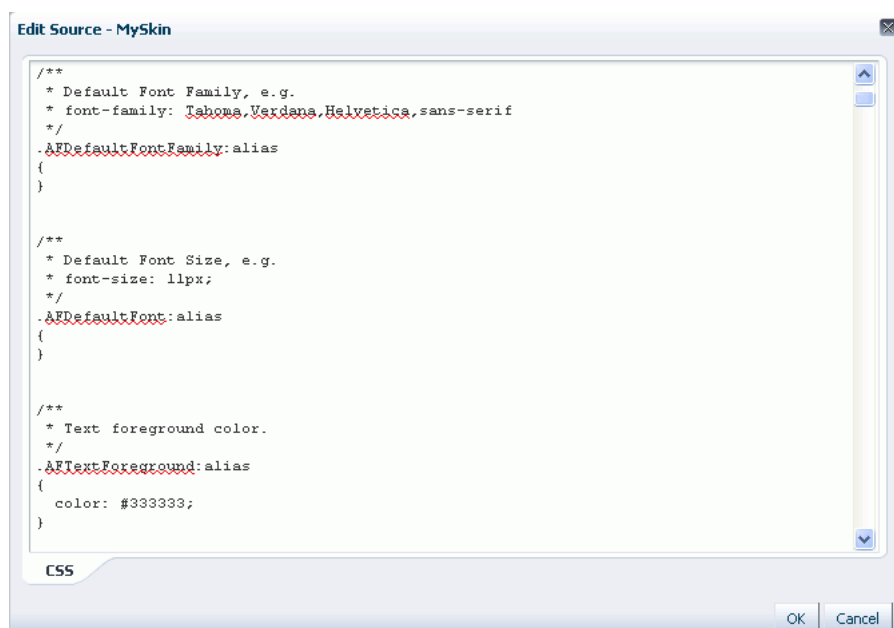 Edit Source - MySkin
/**
 * Default Font Family, e.g.
 * font-family: Tahoma,Verdana,Helvetica,sans-serif
 */
.AFDefaultFontFamily:alias
{
}
/**
 * Default Font Size, e.g.
 * font-size: 11px;
 */
.AFDefaultFont:alias
{
}
/**
 * Text foreground color.
 */
.AFTextForeground:alias
{
  color: #333333;
}
CSS
OK Cancel